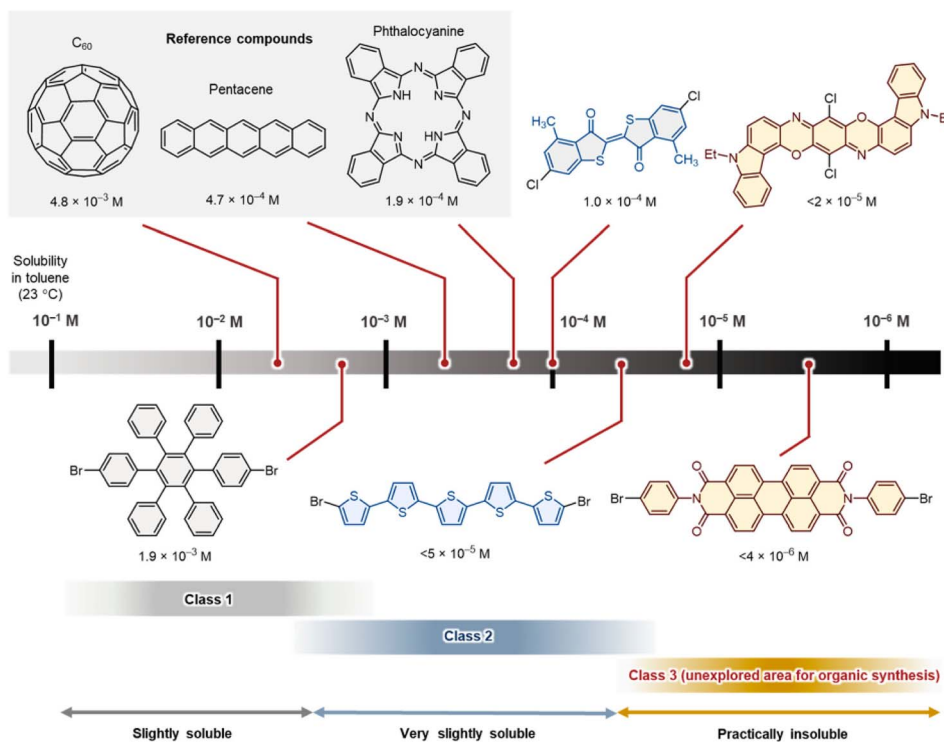 C60
Reference compounds
Phthalocyanine
Pentacene
N
N
NH
N
N
N
HN
N
4.8 × 10⁻³ M
4.7 × 10⁻⁴ M
1.9 × 10⁻⁴ M
H₃C
O
Cl
S
S
Cl
O
CH₃
1.0 × 10⁻⁴ M
Cl
N
O
N–E
EtN
O
N
Cl
<2 × 10⁻⁵ M
Solubility
in toluene
(23 °C)
10⁻¹ M
10⁻² M
10⁻³ M
10⁻⁴ M
10⁻⁵ M
10⁻⁶ M
Br
Br
1.9 × 10⁻³ M
Br
S
S
S
S
S
Br
<5 × 10⁻⁵ M
Br
O
N
O
O
N
O
Br
<4 × 10⁻⁶ M
Class 1
Class 2
Class 3 (unexplored area for organic synthesis)
Slightly soluble
Very slightly soluble
Practically insoluble